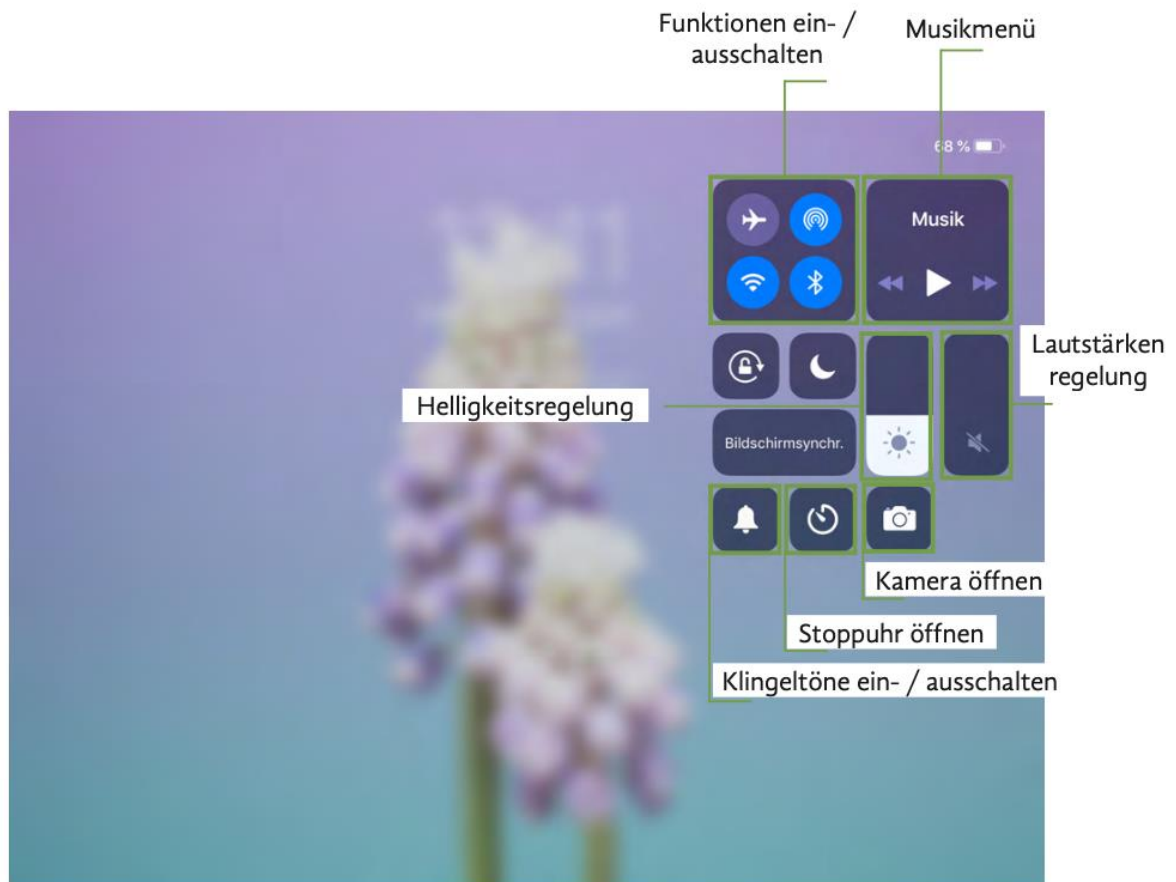 Funktionen ein- /
ausschalten
Musikmenü
68 %
Musik
Lautstärken
regelung
Helligkeitsregelung
Bildschirmsynchr.
Kamera öffnen
Stoppuhr öffnen
Klingeltöne ein- / ausschalten